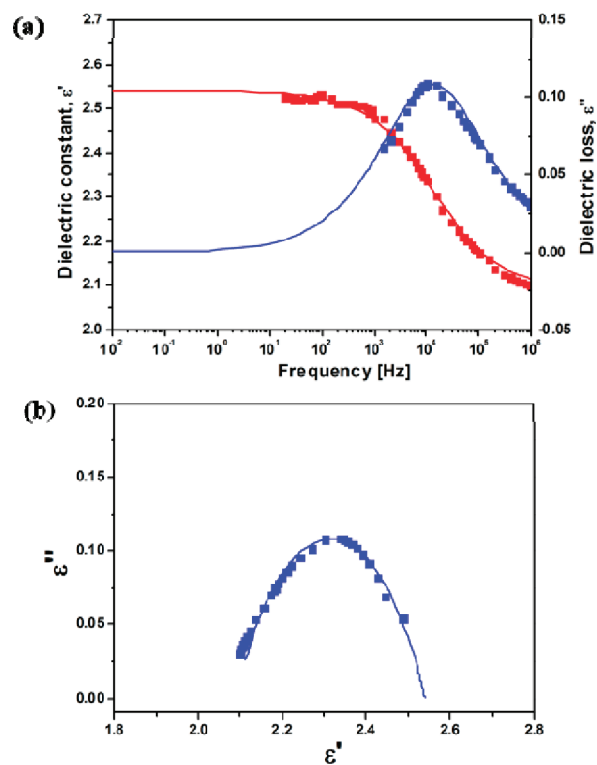 (a)
2.7
2.6
2.5
2.4
2.3
2.2
2.1
2.0
Dielectric constant, ε'
0.15
0.10
0.05
0.00
-0.05
Dielectric loss, ε"
10⁻² 10⁻¹ 10⁰ 10¹ 10² 10³ 10⁴ 10⁵ 10⁶
Frequency [Hz]
(b)
0.20
0.15
0.10
0.05
0.00
ε"
1.8 2.0 2.2 2.4 2.6 2.8
ε'